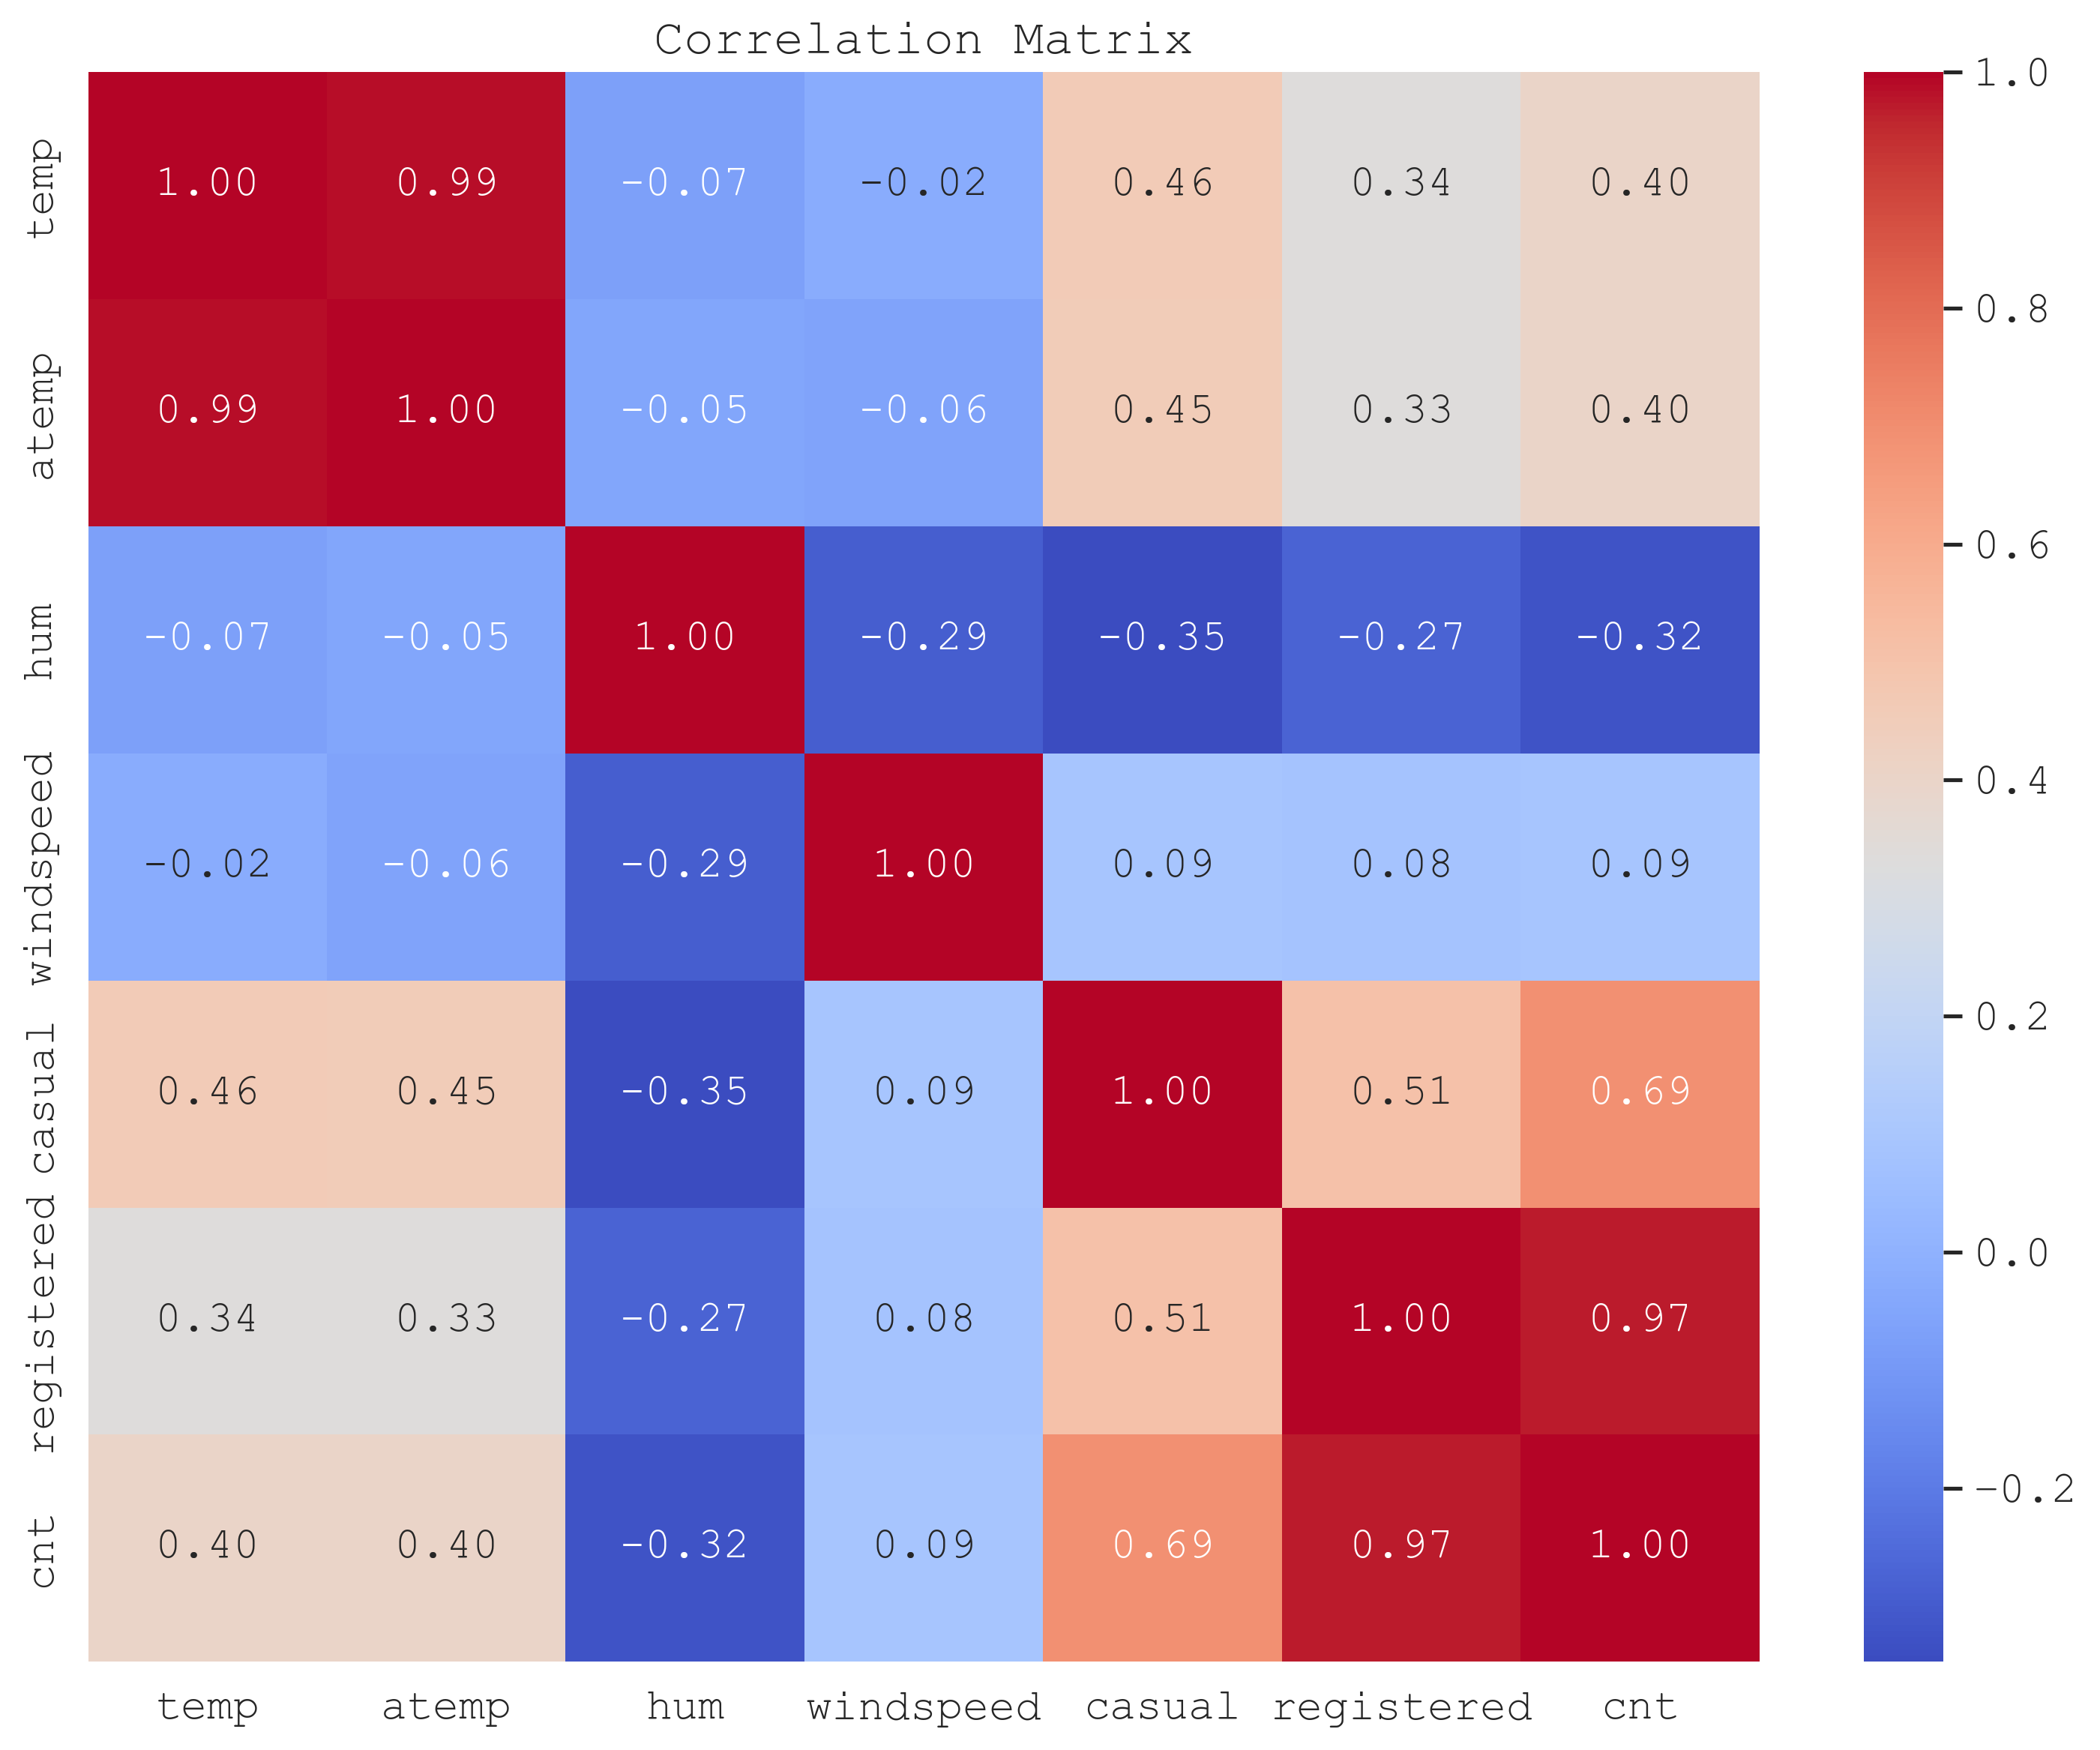 Correlation Matrix
temp 1.00 0.99 -0.07 -0.02 0.46 0.34 0.40
atemp 0.99 1.00 -0.05 -0.06 0.45 0.33 0.40
hum -0.07 -0.05 1.00 -0.29 -0.35 -0.27 -0.32
windspeed -0.02 -0.06 -0.29 1.00 0.09 0.08 0.09
casual 0.46 0.45 -0.35 0.09 1.00 0.51 0.69
registered 0.34 0.33 -0.27 0.08 0.51 1.00 0.97
cnt 0.40 0.40 -0.32 0.09 0.69 0.97 1.00
temp atemp hum windspeed casual registered cnt
1.0
0.8
0.6
0.4
0.2
0.0
-0.2